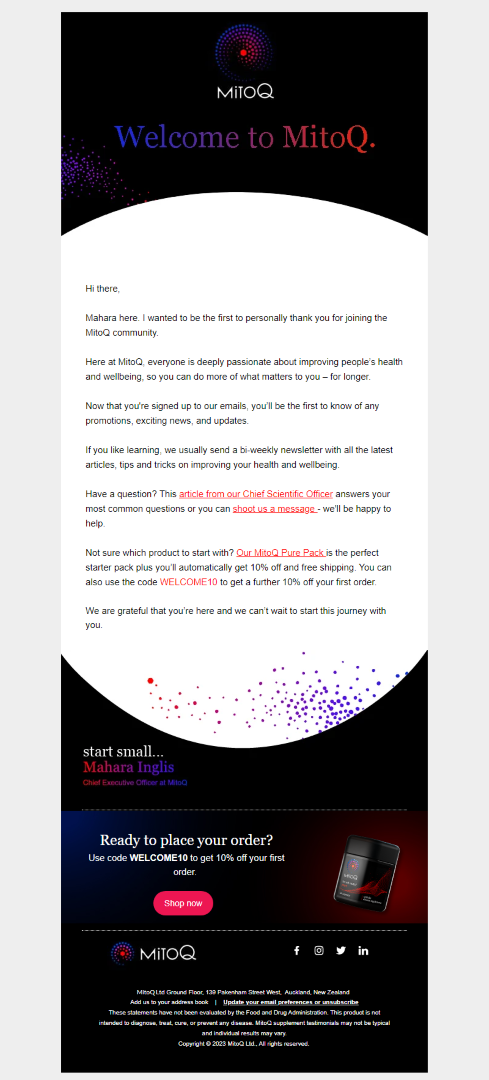 MITOQ
Welcome to MitoQ.
Hi there,
Mahara here. I wanted to be the first to personally thank you for joining the
MitoQ community.
Here at MitoQ, everyone is deeply passionate about improving people's health
and wellbeing, so you can do more of what matters to you – for longer.
Now that you're signed up to our emails, you'll be the first to know of any
promotions, exciting news, and updates.
If you like learning, we usually send a bi-weekly newsletter with all the latest
articles, tips and tricks on improving your health and wellbeing.
Have a question? This article from our Chief Scientific Officer answers your
most common questions or you can shoot us a message - we'll be happy to
help.
Not sure which product to start with? Our MitoQ Pure Pack is the perfect
starter pack plus you'll automatically get 10% off and free shipping. You can
also use the code WELCOME10 to get a further 10% off your first order.
We are grateful that you're here and we can't wait to start this journey with
you.
start small...
Mahara Inglis
Chief Executive Officer at MitoQ
Ready to place your order?
Use code WELCOME10 to get 10% off your first
order.
Shop now
MITOQ
MITOQ
MitoQ Ltd Ground Floor, 139 Pakenham Street West, Auckland, New Zealand
Add us to your address book | Update your email preferences or unsubscribe
These statements have not been evaluated by the Food and Drug Administration. This product is not
intended to diagnose, treat, cure, or prevent any disease. MitoQ supplement testimonials may not be typical
and individual results may vary.
Copyright © 2023 MitoQ Ltd., All rights reserved.